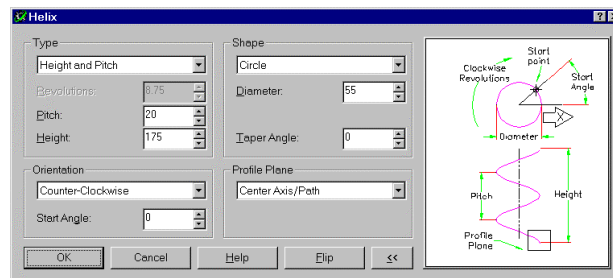 Helix
Type
Height and Pitch
Revolutions: 8.75
Pitch: 20
Height: 175
Shape
Circle
Diameter: 55
Taper Angle: 0
Orientation
Counter-Clockwise
Start Angle: 0
Profile Plane
Center Axis/Path
OK
Cancel
Help
Flip
<<
Clockwise
Revolutions
Start
point
Start
Angle
X
Diameter
Pitch
Height
Profile
Plane